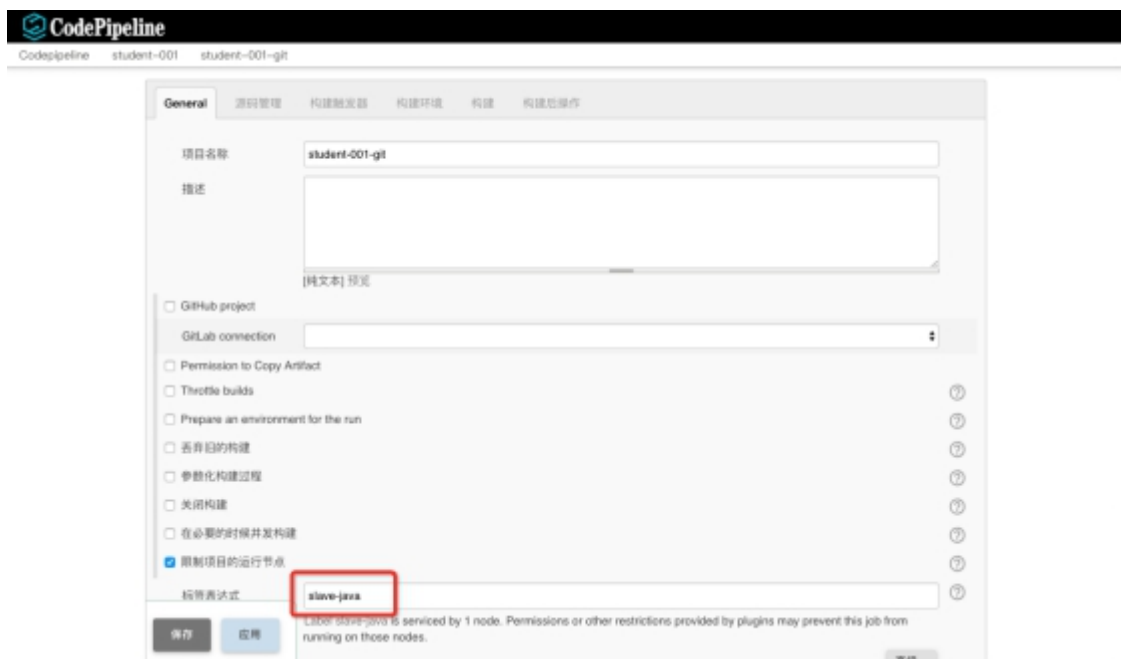 CodePipeline
Codepipeline student-001 student-001-git
General 源码管理 构建触发器 构建环境 构建 构建后操作
项目名称 student-001-git
描述
[纯文本] 预览
GitHub project
GitLab connection
Permission to Copy Artifact
Throttle builds
Prepare an environment for the run
丢弃旧的构建
参数化构建过程
关闭构建
在必要的时候并发构建
限制项目的运行节点
标签表达式 slave-java
Label slave-java is serviced by 1 node. Permissions or other restrictions provided by plugins may prevent this job from
running on those nodes.
保存 应用